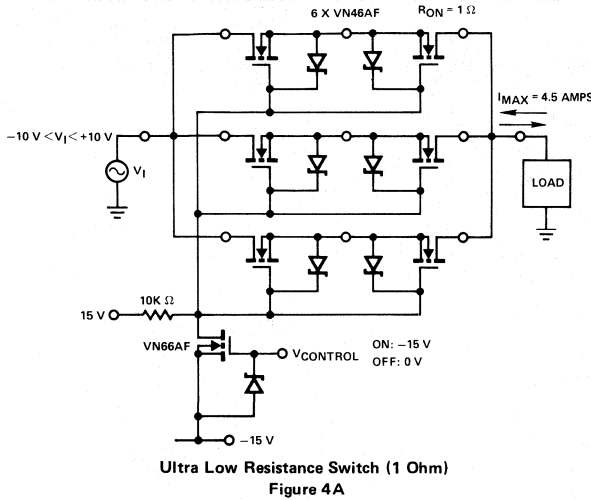 6 X VN46AF
RON = 1 Ω
IMAX = 4.5 AMPS
−10 V <VI< +10 V
VI
LOAD
10K Ω
15 V
VN66AF
VCONTROL
ON: −15 V
OFF: 0 V
−15 V
Ultra Low Resistance Switch (1 Ohm)
Figure 4A